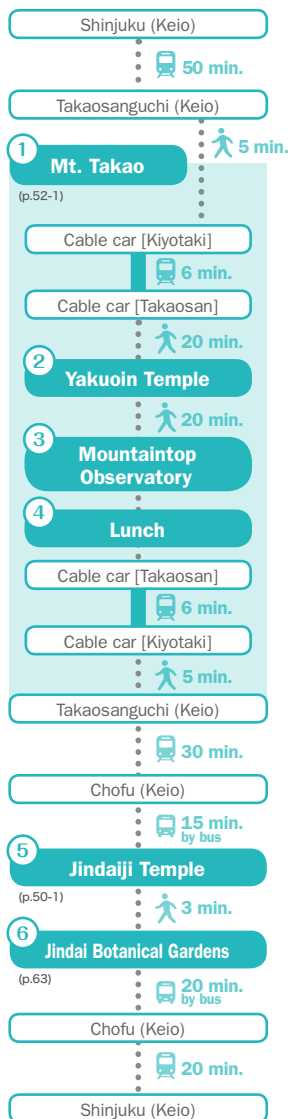 Shinjuku (Keio)
50 min.
Takaosanguchi (Keio)
5 min.
1
Mt. Takao
(p.52-1)
Cable car [Kiyotaki]
6 min.
Cable car [Takaosan]
20 min.
2
Yakuoin Temple
20 min.
3
Mountaintop
Observatory
4
Lunch
Cable car [Takaosan]
6 min.
Cable car [Kiyotaki]
5 min.
Takaosanguchi (Keio)
30 min.
Chofu (Keio)
15 min.
by bus
5
Jindaiji Temple
(p.50-1)
3 min.
6
Jindai Botanical Gardens
(p.63)
20 min.
by bus
Chofu (Keio)
20 min.
Shinjuku (Keio)